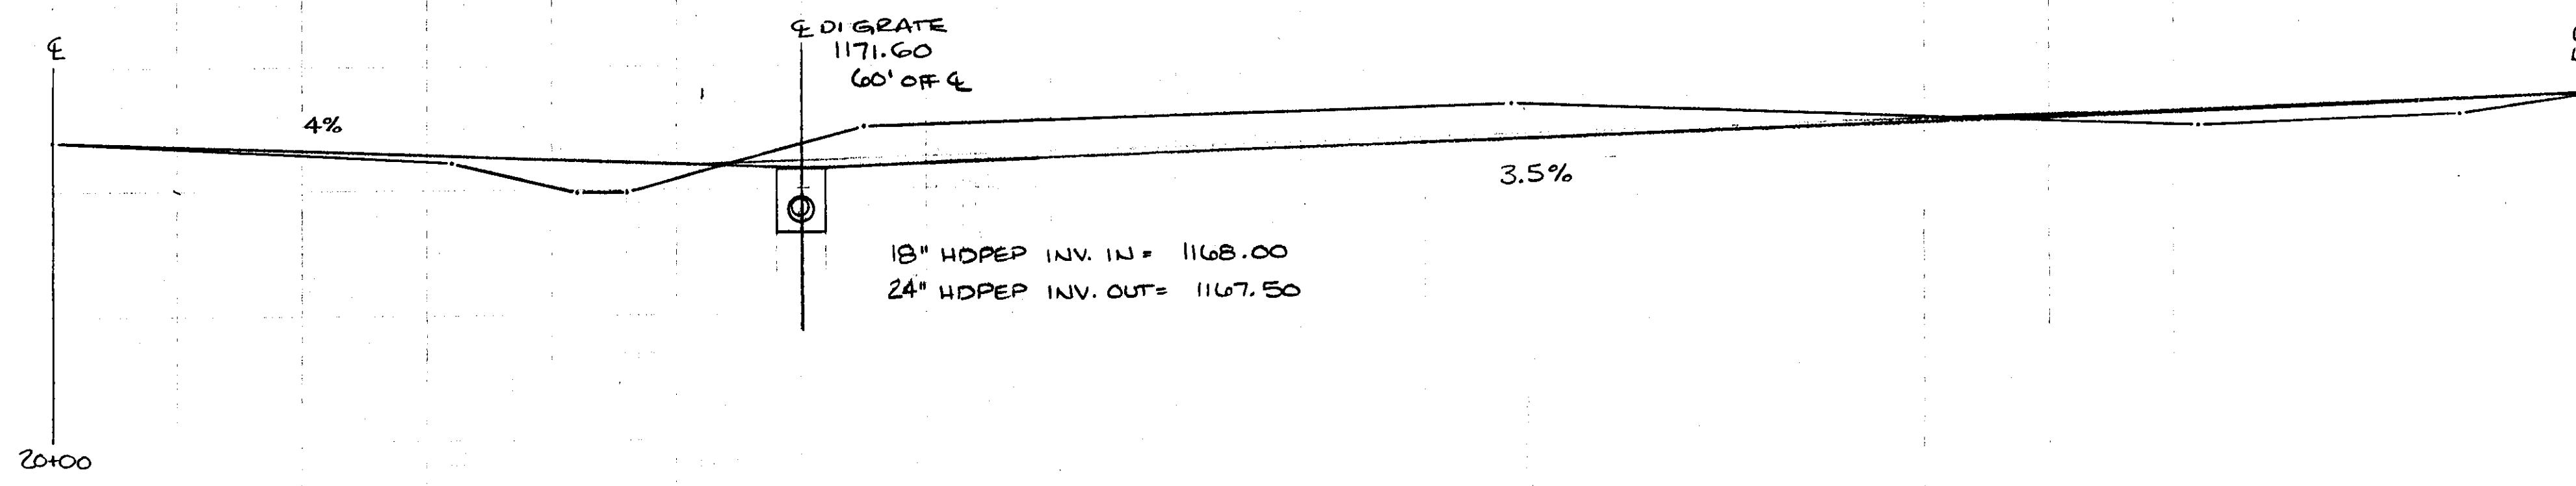 ℄ DI GRATE
1171.60
60' OFF ℄
℄
4%
3.5%
18" HDPEP INV. IN = 1168.00
24" HDPEP INV. OUT= 1167.50
20+00